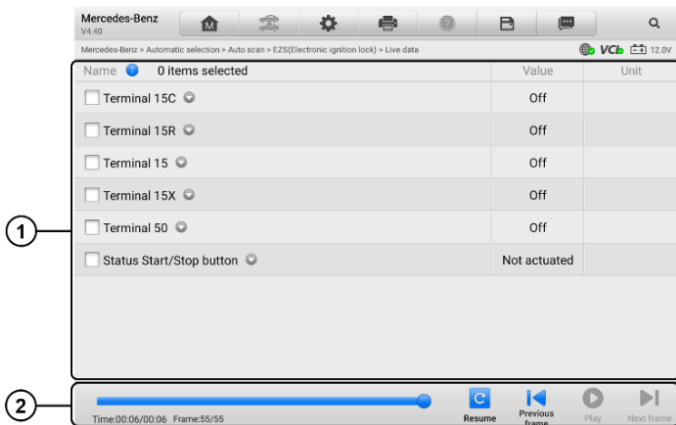 Mercedes-Benz
V4.40
M
?
Mercedes-Benz > Automatic selection > Auto scan > EZS(Electronic ignition lock) > Live data
VCI 12.0V
Name ? 0 items selected Value Unit
Terminal 15C Off
Terminal 15R Off
Terminal 15 Off
Terminal 15X Off
1
Terminal 50 Off
Status Start/Stop button Not actuated
2
Time:00:06/00:06 Frame:55/55
Resume Previous frame Play Next frame